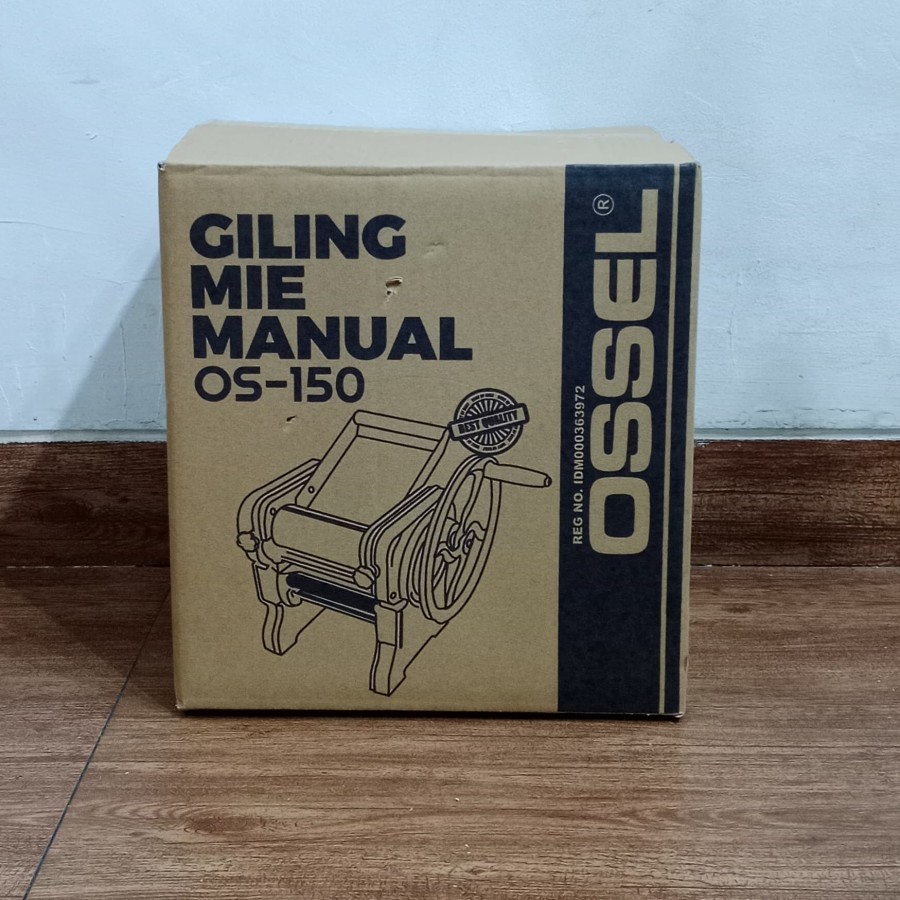 GILING
MIE
MANUAL
OS-150
BEST QUALITY
REG NO. IDM000363972
OSSEL®